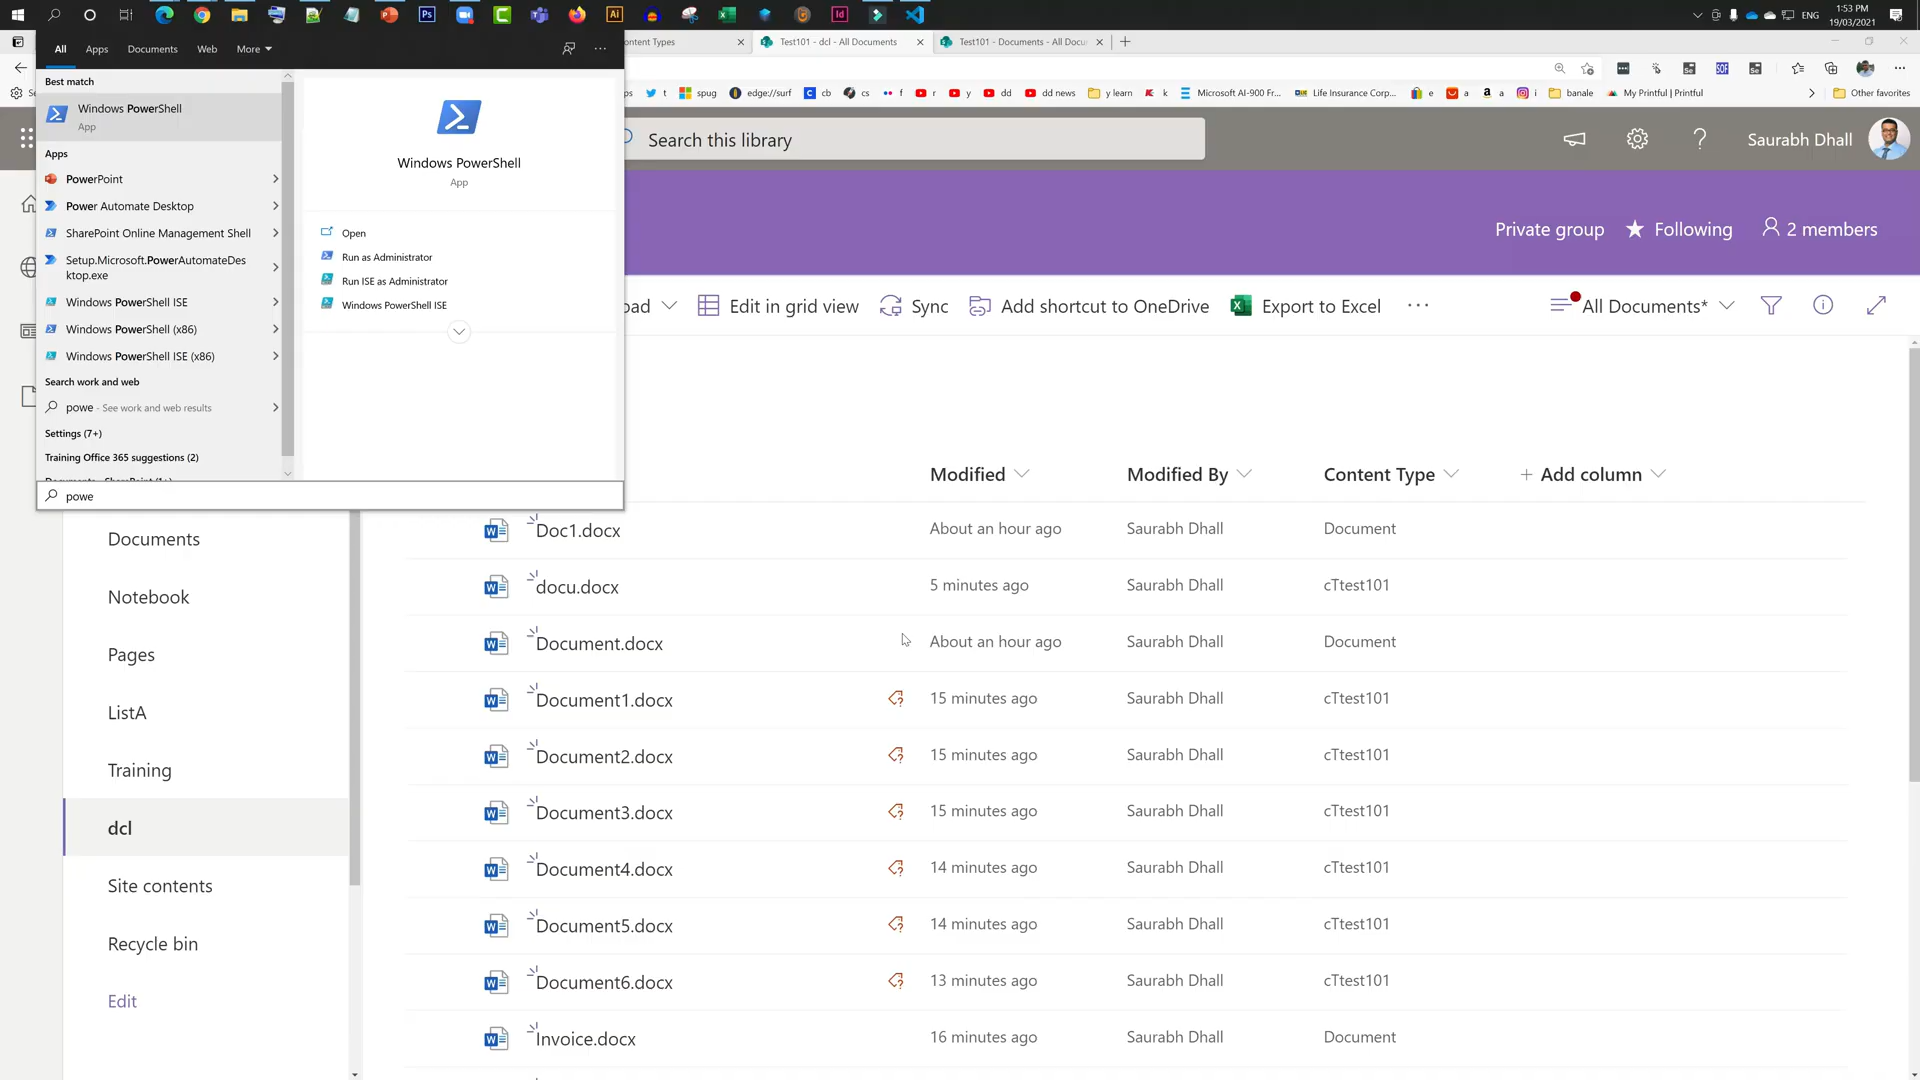 ENG
1:53 PM
19/03/2021
All
Apps
Documents
Web
More
ontent Types
Test101 - dcl - All Documents
Test101 - Documents - All Docu
t
spug
edge://surf
cb
cs
f
r
y
dd
dd news
y learn
k
Microsoft AI-900 Fr...
Life Insurance Corp...
e
a
a
i
banale
My Printful | Printful
Other favorites
Best match
Windows PowerShell
App
Apps
PowerPoint
Power Automate Desktop
SharePoint Online Management Shell
Setup.Microsoft.PowerAutomateDes
ktop.exe
Windows PowerShell ISE
Windows PowerShell (x86)
Windows PowerShell ISE (x86)
Search work and web
powe - See work and web results
Settings (7+)
Training Office 365 suggestions (2)
powe
Windows PowerShell
App
Open
Run as Administrator
Run ISE as Administrator
Windows PowerShell ISE
Search this library
Saurabh Dhall
Private group
Following
2 members
oad
Edit in grid view
Sync
Add shortcut to OneDrive
Export to Excel
All Documents*
Documents
Notebook
Pages
ListA
Training
dcl
Site contents
Recycle bin
Edit
Modified
Modified By
Content Type
+ Add column
Doc1.docx About an hour ago Saurabh Dhall Document
docu.docx 5 minutes ago Saurabh Dhall cTtest101
Document.docx About an hour ago Saurabh Dhall Document
Document1.docx 15 minutes ago Saurabh Dhall cTtest101
Document2.docx 15 minutes ago Saurabh Dhall cTtest101
Document3.docx 15 minutes ago Saurabh Dhall cTtest101
Document4.docx 14 minutes ago Saurabh Dhall cTtest101
Document5.docx 14 minutes ago Saurabh Dhall cTtest101
Document6.docx 13 minutes ago Saurabh Dhall cTtest101
Invoice.docx 16 minutes ago Saurabh Dhall Document